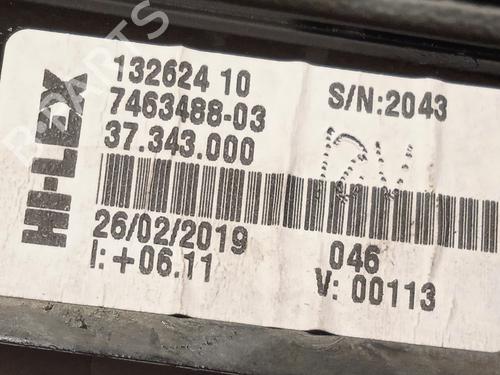 HI-LEX
132624 10
7463488-03
37.343.000
S/N:2043
26/02/2019
I: +06.11
046
V: 00113